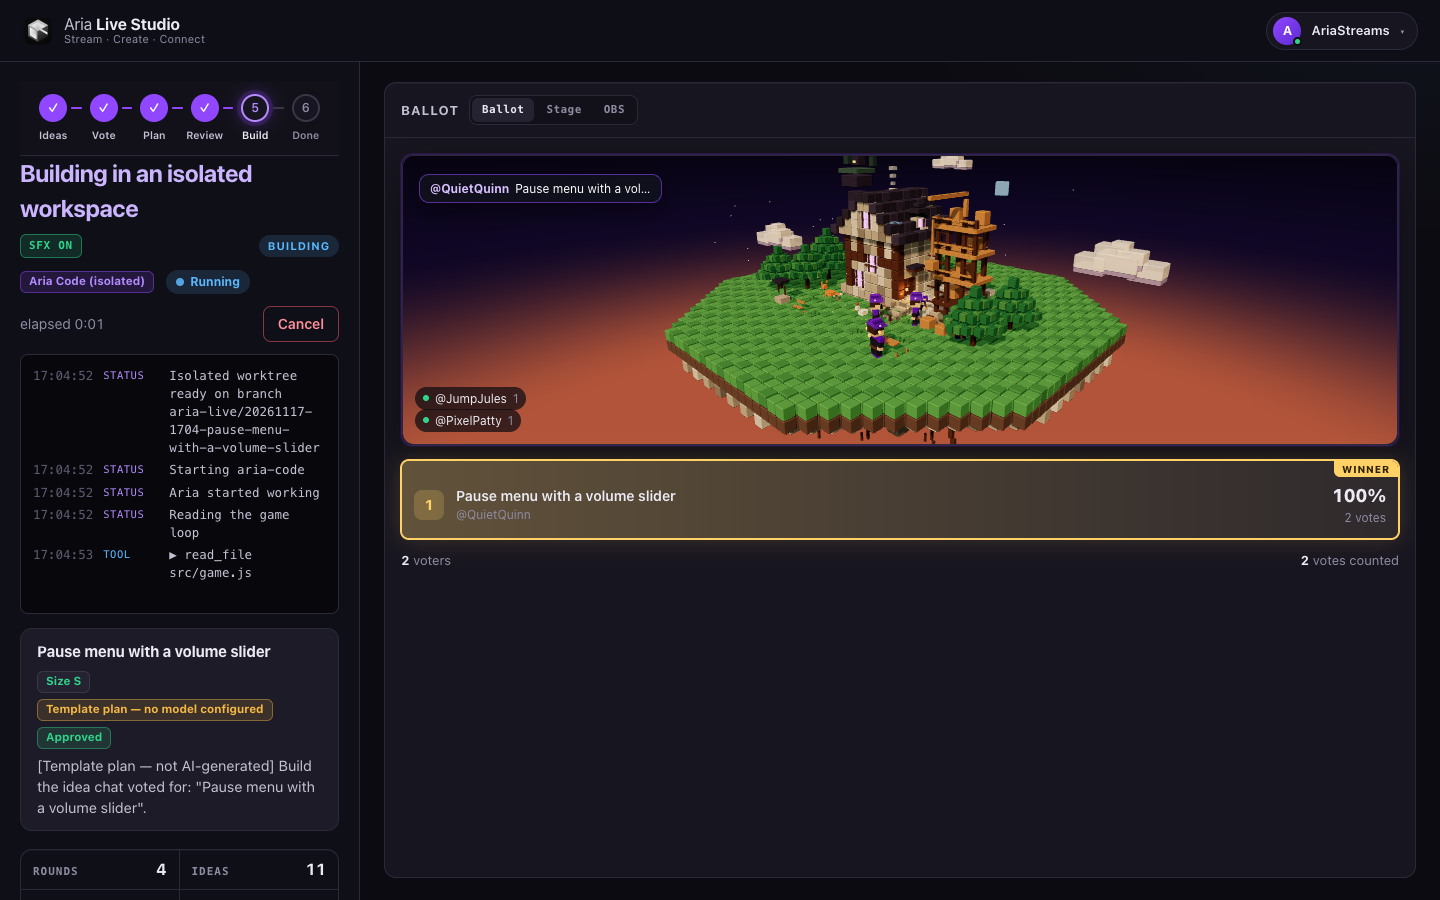 Aria Live Studio
Stream · Create · Connect
A AriaStreams
✓ ✓ ✓ ✓ 5 6
Ideas Vote Plan Review Build Done
Building in an isolated
workspace
SFX ON BUILDING
Aria Code (isolated) Running
elapsed 0:01 Cancel
17:04:52 STATUS Isolated worktree
ready on branch
aria-live/20261117-
1704-pause-menu-
with-a-volume-slider
17:04:52 STATUS Starting aria-code
17:04:52 STATUS Aria started working
17:04:52 STATUS Reading the game
loop
17:04:53 TOOL ▶ read_file
src/game.js
Pause menu with a volume slider
Size S
Template plan — no model configured
Approved
[Template plan — not AI-generated] Build
the idea chat voted for: "Pause menu with
a volume slider".
ROUNDS 4 IDEAS 11
BALLOT Ballot Stage OBS
@QuietQuinn Pause menu with a vol...
@JumpJules 1
@PixelPatty 1
WINNER
1 Pause menu with a volume slider 100%
@QuietQuinn 2 votes
2 voters 2 votes counted